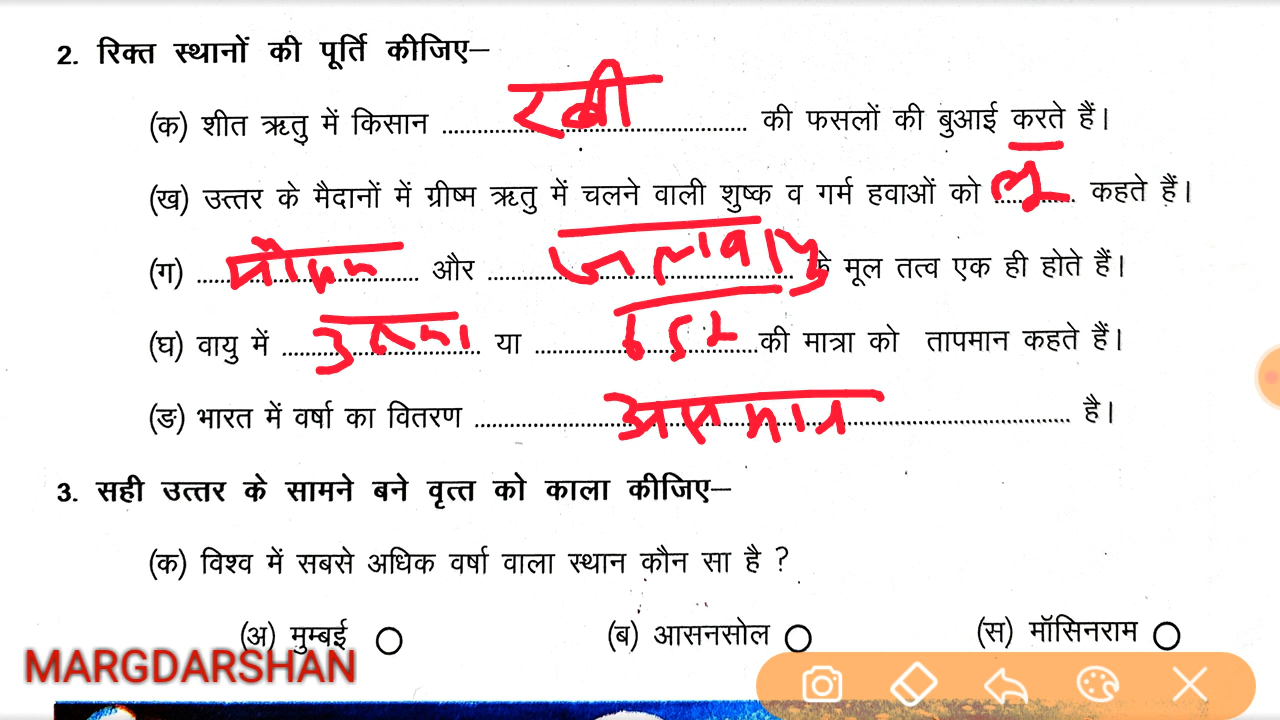 2. रिक्त स्थानों की पूर्ति कीजिए–
(क) शीत ऋतु में किसान रबी की फसलों की बुआई करते हैं।
(ख) उत्तर के मैदानों में ग्रीष्म ऋतु में चलने वाली शुष्क व गर्म हवाओं को लू कहते हैं।
(ग) मौसम और जलवायु के मूल तत्व एक ही होते हैं।
(घ) वायु में या की मात्रा को तापमान कहते हैं।
(ङ) भारत में वर्षा का वितरण असमान है।
3. सही उत्तर के सामने बने वृत्त को काला कीजिए–
(क) विश्व में सबसे अधिक वर्षा वाला स्थान कौन सा है ?
(अ) मुम्बई (ब) आसनसोल (स) मॉसिनराम
MARGDARSHAN